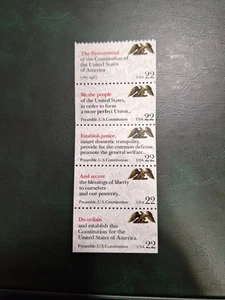 The Bicentennial
of the Constitution of
the United States
of America
1787-1987
USA 22
We the people
of the United States,
in order to form
a more perfect Union...
Preamble, U.S. Constitution
USA 22
Establish justice,
insure domestic tranquility,
provide for the common defense,
promote the general welfare...
Preamble, U.S. Constitution
USA 22
And secure
the blessings of liberty
to ourselves
and our posterity...
Preamble, U.S. Constitution
USA 22
Do ordain
and establish this
Constitution for the
United States of America.
Preamble, U.S. Constitution
USA 22